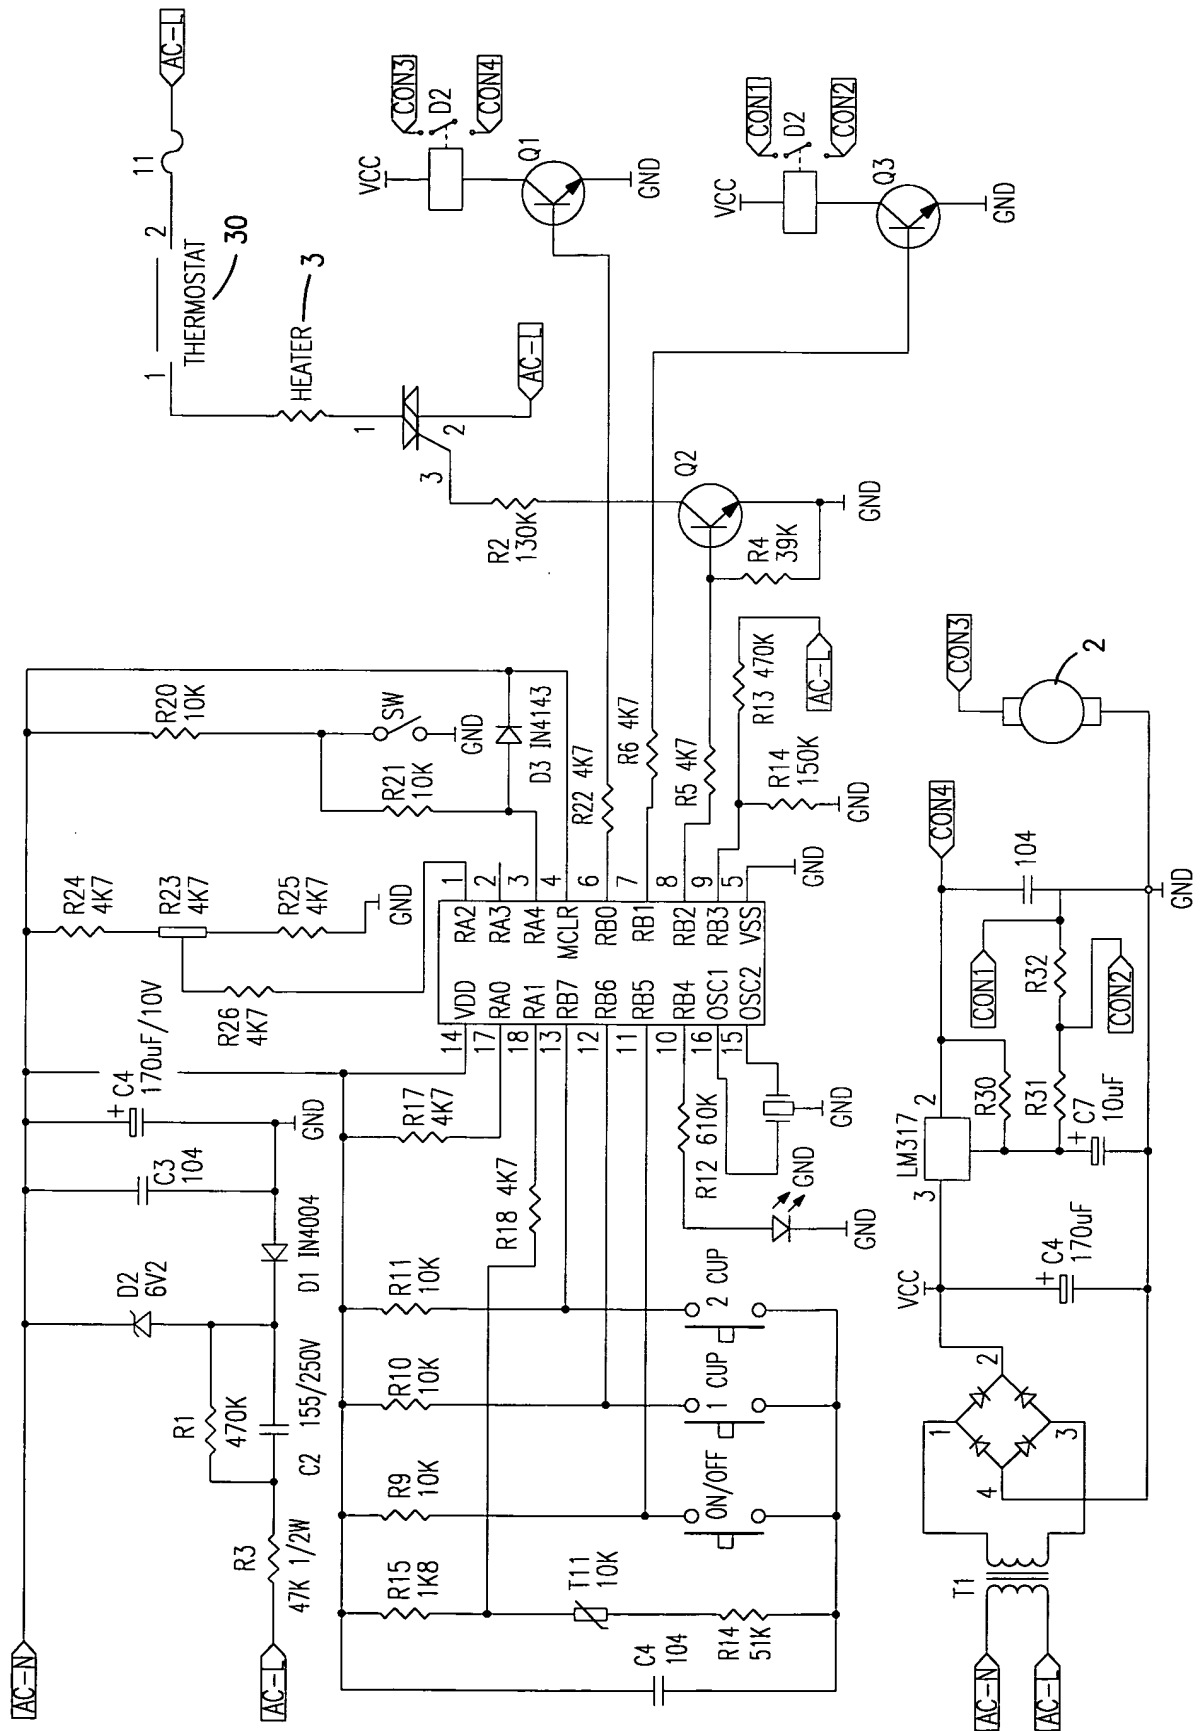 AC-N
AC-L
R3
47K 1/2W
R1
470K
C2 155/250V
D2
6V2
D1 IN4004
C3
104
C4
170uF/10V
GND
R24
4K7
R23
4K7
R25
4K7
GND
R26
4K7
R20
10K
SW
GND
R21
10K
D3 IN4143
AC-L
11
2
1
THERMOSTAT
30
HEATER
3
1
2
3
AC-L
R2
130K
VCC
CON3
D2
CON4
Q1
GND
VCC
CON1
D2
CON2
Q3
GND
Q2
R4
39K
GND
R22 4K7
R6 4K7
R5 4K7
R13 470K
AC-L
R14
150K
GND
GND
14 VDD
17 RA0
18 RA1
13 RB7
12 RB6
11 RB5
10 RB4
16 OSC1
15 OSC2
RA2 1
RA3 2
RA4 3
MCLR 4
RB0 6
RB1 7
RB2 8
RB3 9
VSS 5
R17
4K7
R18 4K7
R12 610K
GND
GND
GND
R15
1K8
R9
10K
R10
10K
R11
10K
T11
10K
R14
51K
C4
104
ON/OFF
1 CUP
2 CUP
AC-N
AC-L
T1
1
2
3
4
VCC
C4
170uF
LM317
3
2
R30
R31
C7
10uF
R32
CON1
CON2
CON4
104
GND
CON3
2